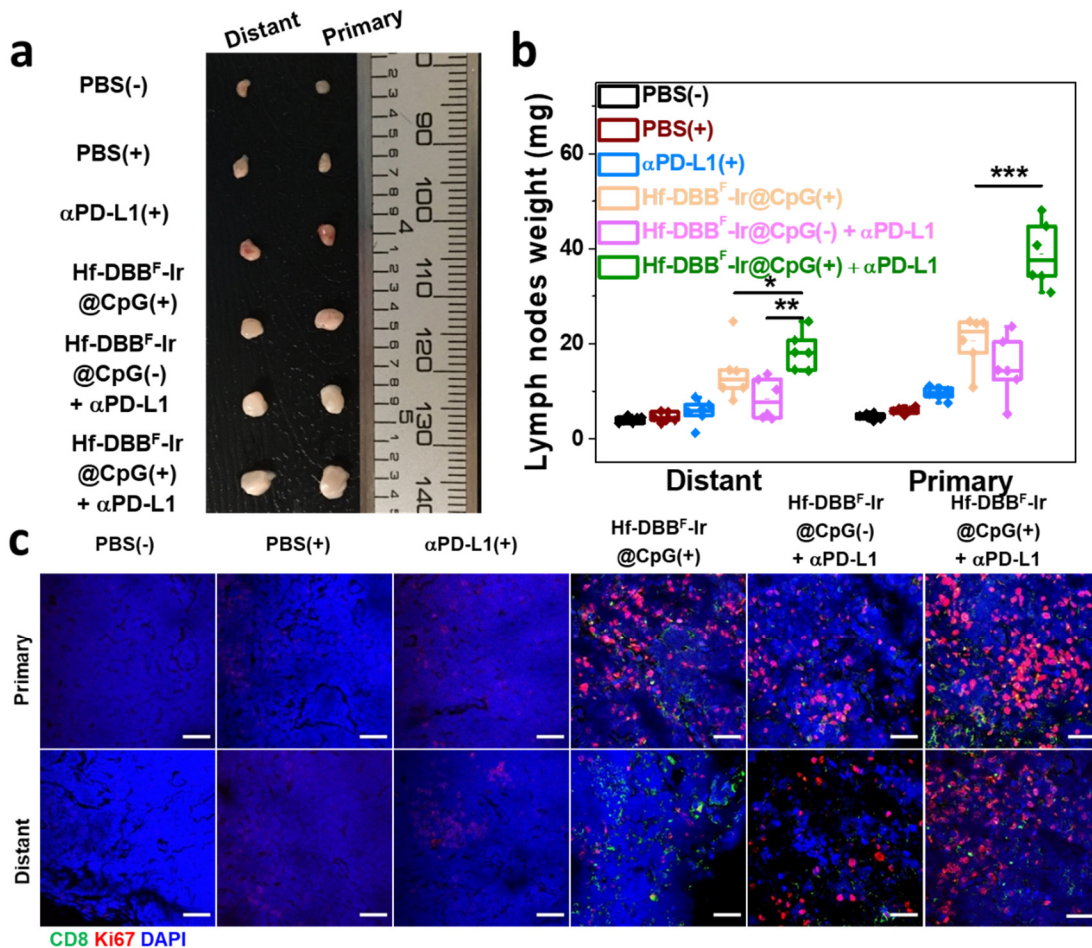 a
Distant Primary
PBS(-)
PBS(+)
αPD-L1(+)
Hf-DBBF-Ir
@CpG(+)
Hf-DBBF-Ir
@CpG(-)
+ αPD-L1
Hf-DBBF-Ir
@CpG(+)
+ αPD-L1
90
100
4
110
120
5
130
140
b
Lymph nodes weight (mg)
60
40
20
0
PBS(-)
PBS(+)
αPD-L1(+)
Hf-DBBF-Ir@CpG(+)
Hf-DBBF-Ir@CpG(-) + αPD-L1
Hf-DBBF-Ir@CpG(+) + αPD-L1
*
**
***
Distant Primary
c
PBS(-)
PBS(+)
αPD-L1(+)
Hf-DBBF-Ir
@CpG(+)
Hf-DBBF-Ir
@CpG(-)
+ αPD-L1
Hf-DBBF-Ir
@CpG(+)
+ αPD-L1
Primary
Distant
CD8 Ki67 DAPI